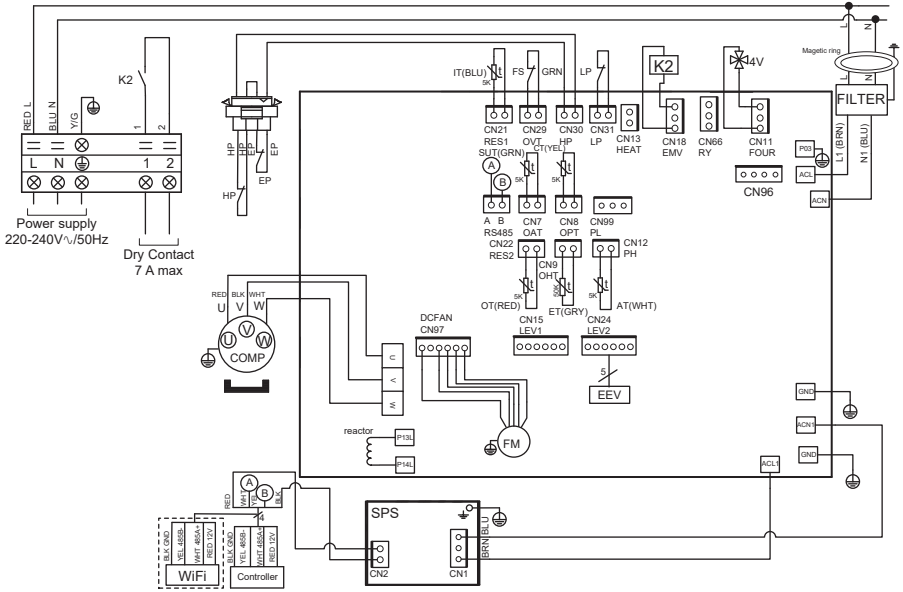 L
N
Magetic ring
L
N
FILTER
L1 (BRN)
N1 (BLU)
K2
RED L
BLU N
Y/G
1
2
L N 1 2
Power supply
220-240V∿/50Hz
Dry Contact
7 A max
HP
HP
EP
EP
EP
HP
IT(BLU)
5K
t
FS
GRN
LP
K2
4V
CN21
RES1
CN29
OVT
CN30
HP
CN31
LP
CN13
HEAT
CN18
EMV
CN66
RY
CN11
FOUR
P03
ACL
ACN
CN96
SUT(GRN)
CT(YEL)
A
B
5K
t
5K
t
A B
RS485
CN7
OAT
CN8
OPT
CN99
PL
CN22
RES2
CN9
OHT
CN12
PH
5K
t
50K
t
5K
t
OT(RED)
ET(GRY)
AT(WHT)
CN15
LEV1
CN24
LEV2
5
EEV
RED BLK WHT
U V W
U
V
W
COMP
U
V
W
DCFAN
CN97
FM
reactor
P13L
P14L
GND
ACN1
GND
ACL1
RED
WHT
YEL
BLK
A
B
4
BLK GND
YEL 485B-
WHT 485A+
RED 12V
WiFi
BLK GND
YEL 485B-
WHT 485A+
RED 12V
Controller
SPS
CN2
CN1
BRN
BLU